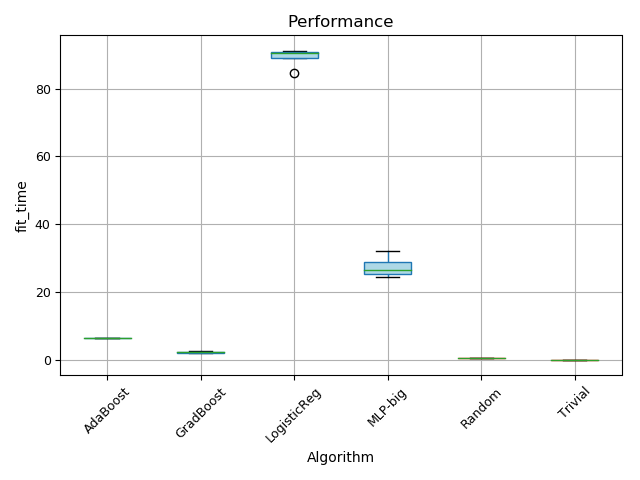 Performance
fit_time
80
60
40
20
0
AdaBoost
GradBoost
LogisticReg
MLP-big
Random
Trivial
Algorithm